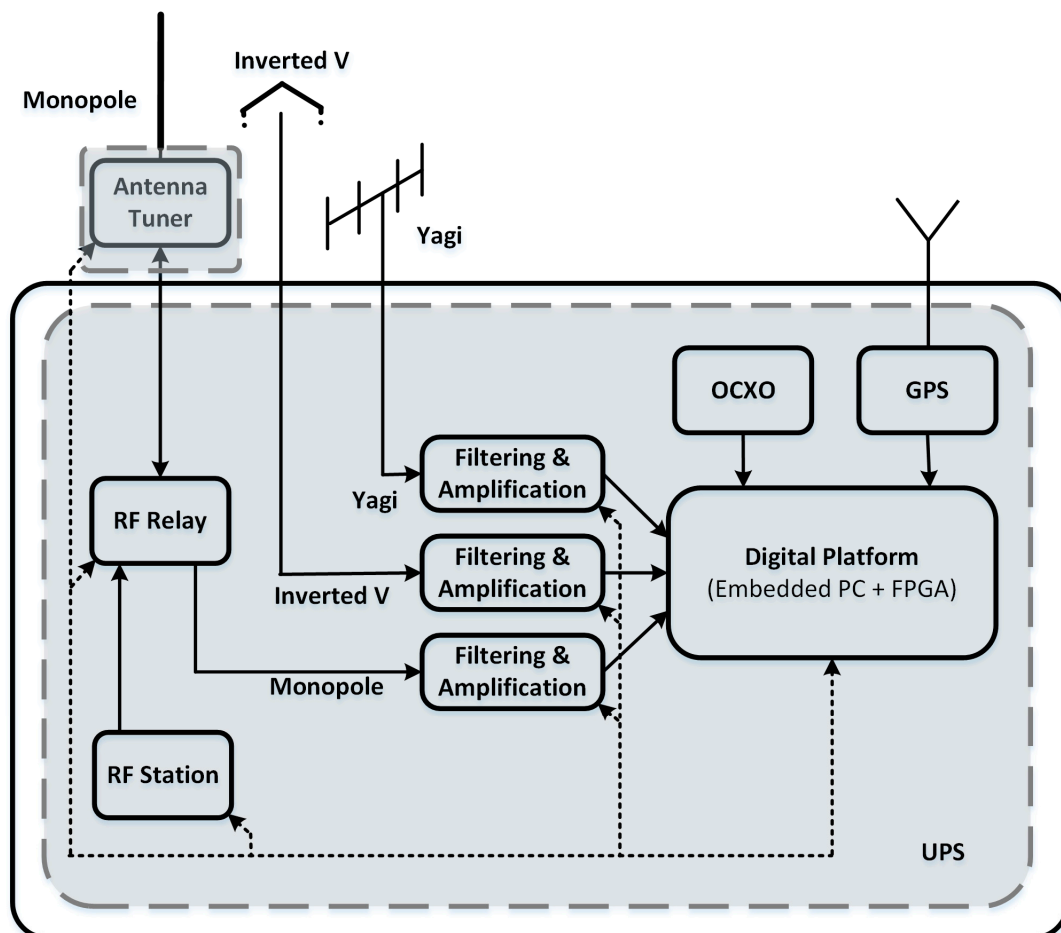 Inverted V
Monopole
Antenna
Tuner
Yagi
OCXO
GPS
Filtering &
Amplification
Yagi
RF Relay
Digital Platform
(Embedded PC + FPGA)
Filtering &
Amplification
Inverted V
Filtering &
Amplification
Monopole
RF Station
UPS